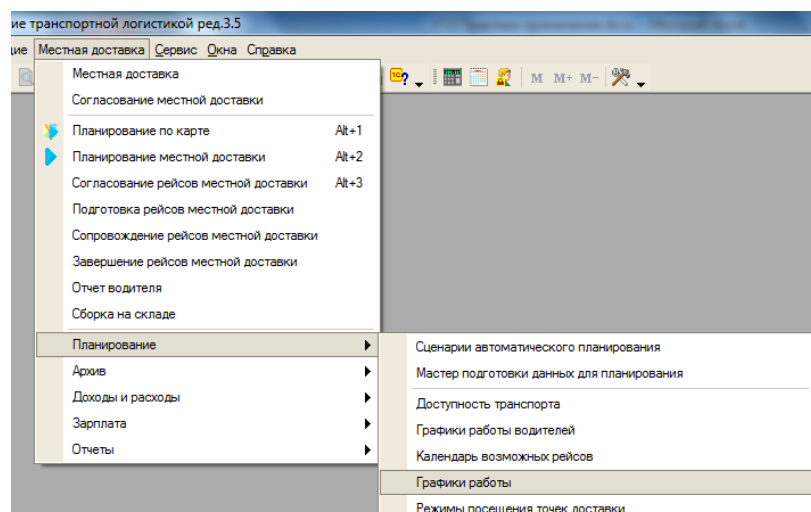 ие транспортной логистикой ред.3.5
ие Местная доставка Сервис Окна Справка
М М+ М-
Местная доставка
Согласование местной доставки
Планирование по карте Alt+1
Планирование местной доставки Alt+2
Согласование рейсов местной доставки Alt+3
Подготовка рейсов местной доставки
Сопровождение рейсов местной доставки
Завершение рейсов местной доставки
Отчет водителя
Сборка на складе
Планирование
Архив
Доходы и расходы
Зарплата
Отчеты
Сценарии автоматического планирования
Мастер подготовки данных для планирования
Доступность транспорта
Графики работы водителей
Календарь возможных рейсов
Графики работы
Режимы посещения точек доставки